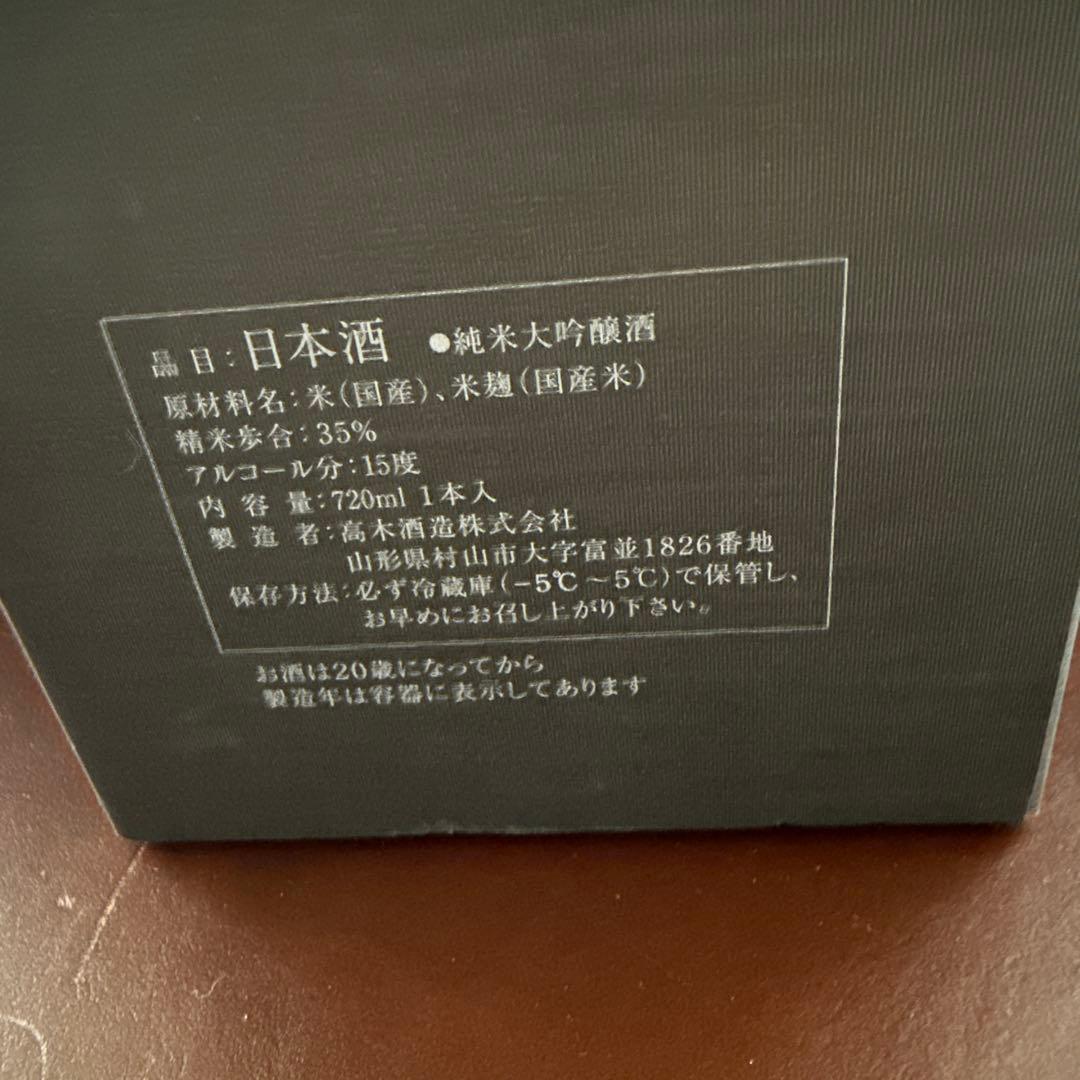 品目：日本酒 ●純米大吟醸酒
原材料名：米（国産）、米麹（国産米）
精米歩合：35%
アルコール分：15度
内容量：720ml 1本入
製造者：高木酒造株式会社
山形県村山市大字富並1826番地
保存方法：必ず冷蔵庫（－5℃～5℃）で保管し、
お早めにお召し上がり下さい。
お酒は20歳になってから
製造年は容器に表示してあります